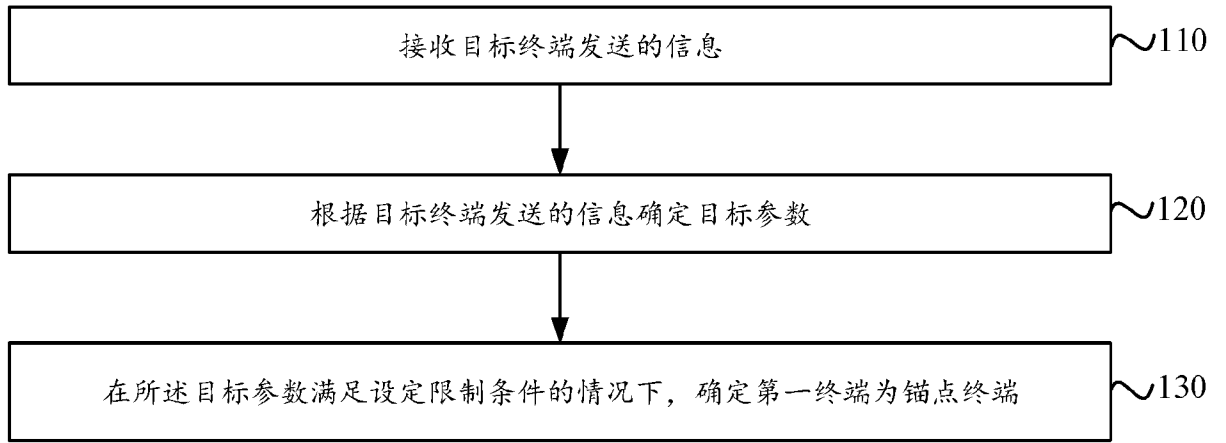 接收目标终端发送的信息
110
根据目标终端发送的信息确定目标参数
120
在所述目标参数满足设定限制条件的情况下，确定第一终端为锚点终端
130